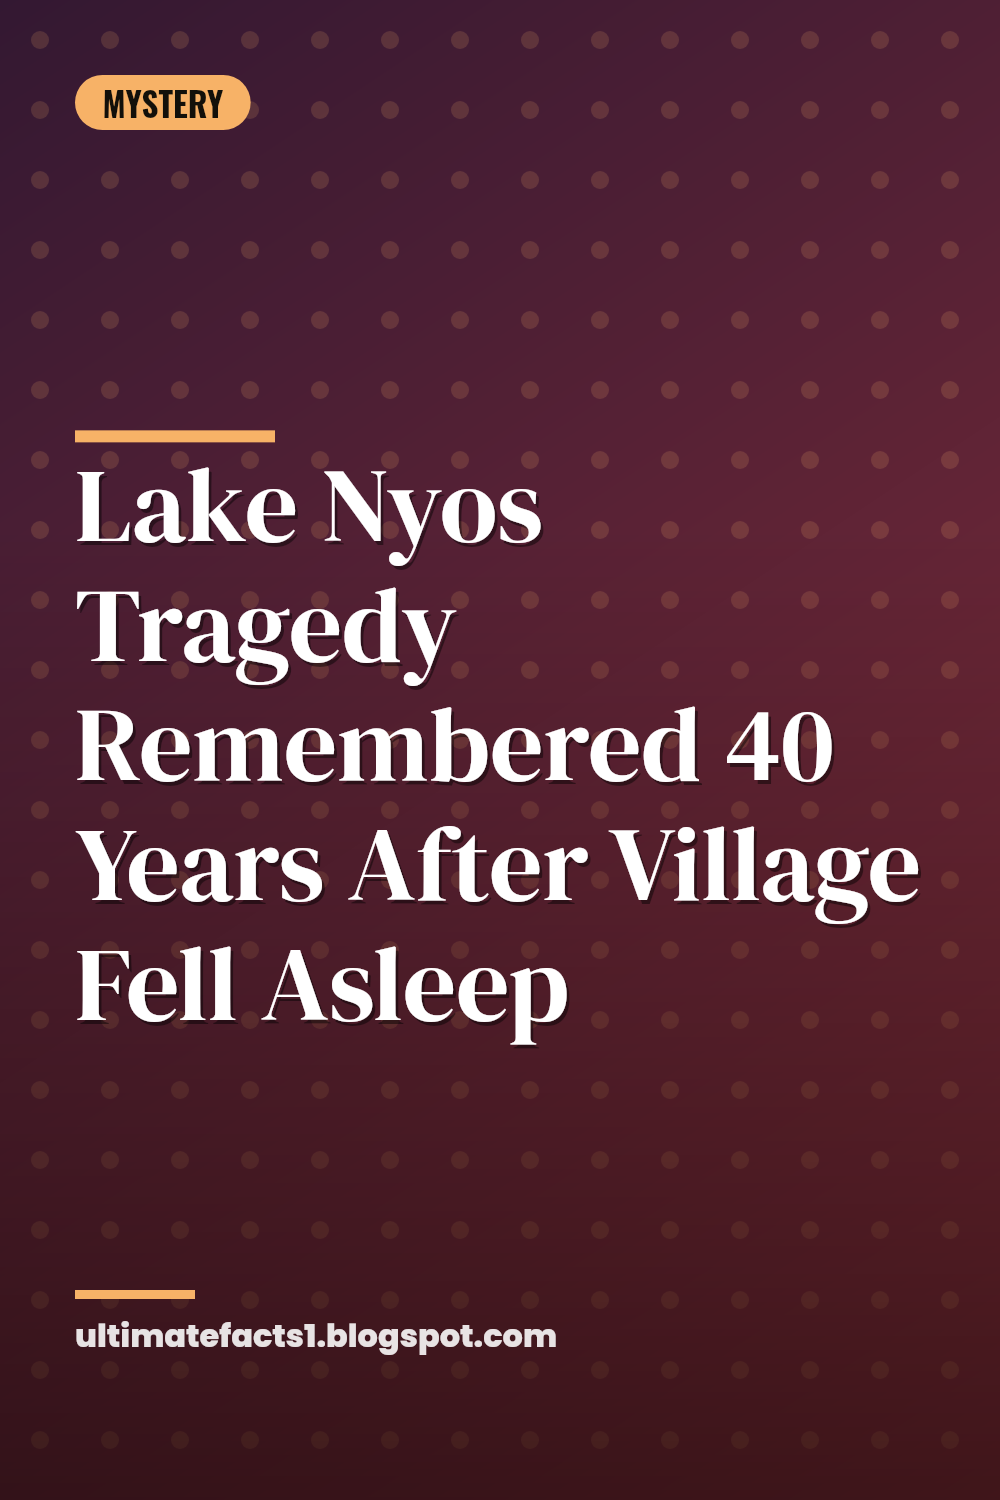 MYSTERY
Lake Nyos
Tragedy
Remembered 40
Years After Village
Fell Asleep
ultimatefacts1.blogspot.com